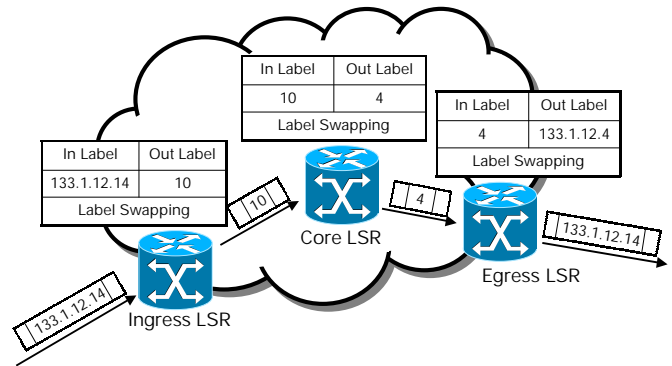 In Label Out Label
10 4
Label Swapping
In Label Out Label
4 133.1.12.4
Label Swapping
In Label Out Label
133.1.12.14 10
Label Swapping
10
4
Core LSR
133.1.12.14
Egress LSR
133.1.12.14
Ingress LSR